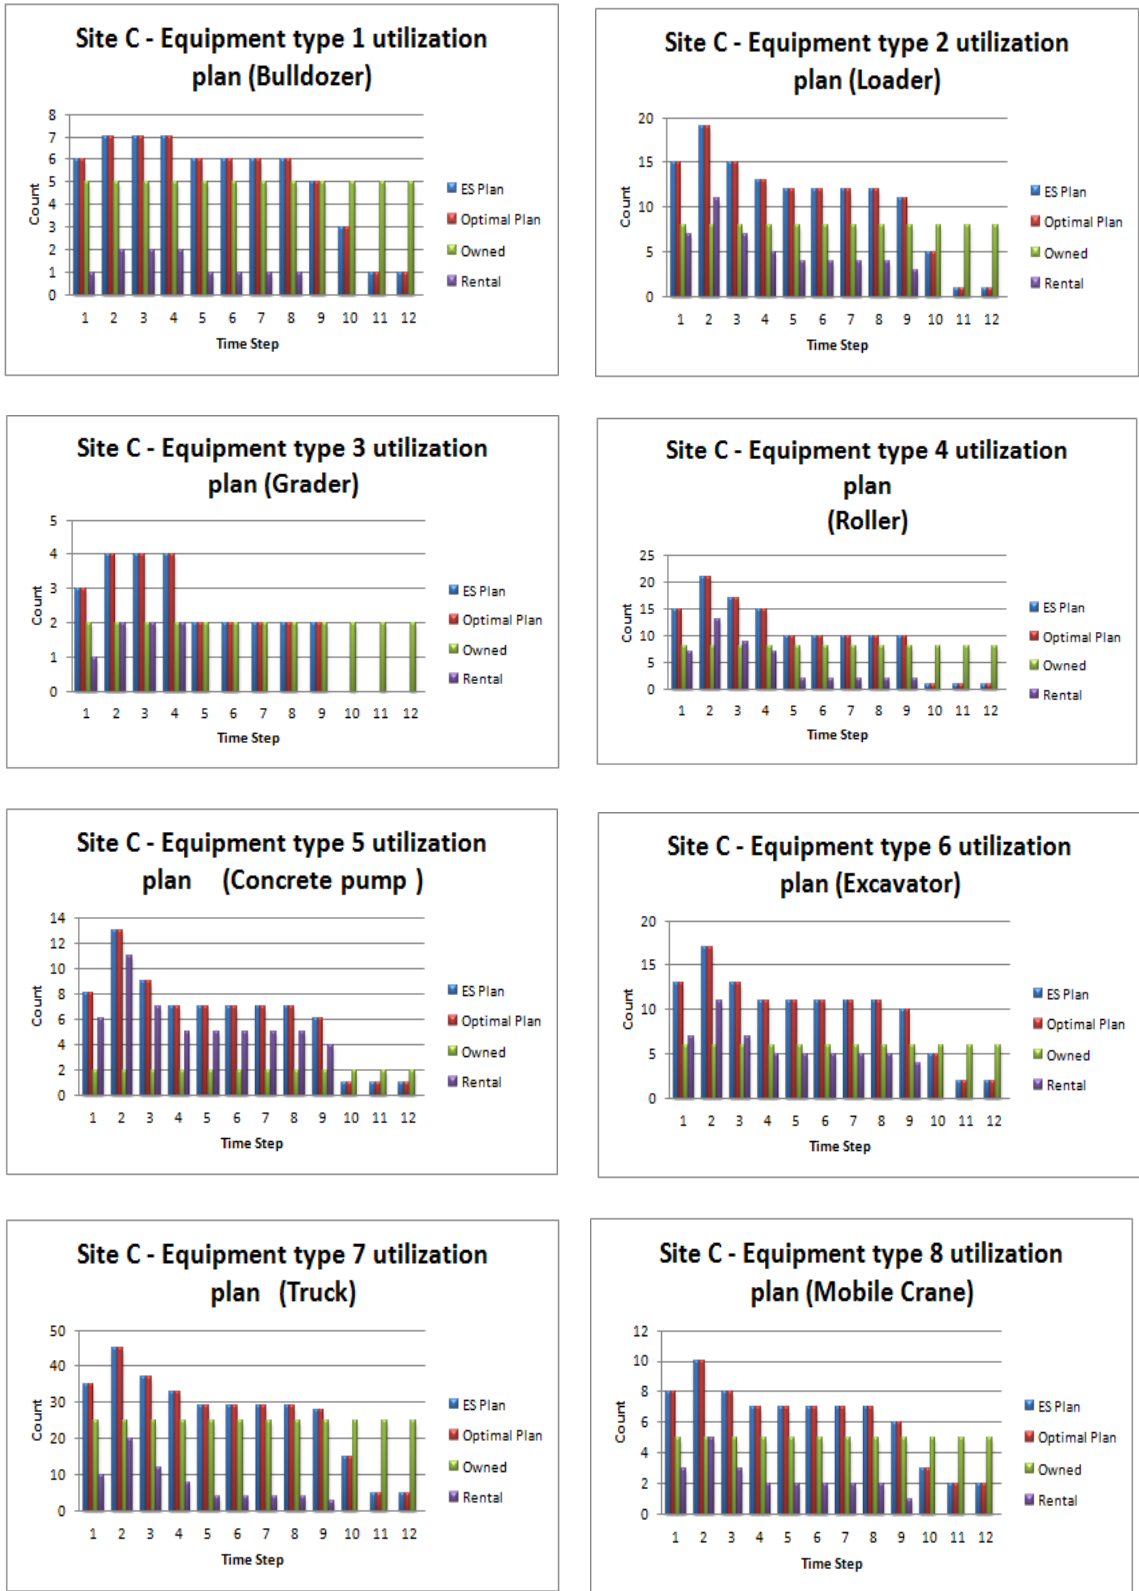 Site C - Equipment type 1 utilization
plan (Bulldozer)
8
7
6
5
4
3
2
1
0
Count
1 2 3 4 5 6 7 8 9 10 11 12
Time Step
ES Plan
Optimal Plan
Owned
Rental
Site C - Equipment type 2 utilization
plan (Loader)
20
15
10
5
0
Count
1 2 3 4 5 6 7 8 9 10 11 12
Time Step
ES Plan
Optimal Plan
Owned
Rental
Site C - Equipment type 3 utilization
plan (Grader)
5
4
3
2
1
0
Count
1 2 3 4 5 6 7 8 9 10 11 12
Time Step
ES Plan
Optimal Plan
Owned
Rental
Site C - Equipment type 4 utilization
plan
(Roller)
25
20
15
10
5
0
Count
1 2 3 4 5 6 7 8 9 10 11 12
Time Step
ES Plan
Optimal Plan
Owned
Rental
Site C - Equipment type 5 utilization
plan (Concrete pump )
14
12
10
8
6
4
2
0
Count
1 2 3 4 5 6 7 8 9 10 11 12
Time Step
ES Plan
Optimal Plan
Owned
Rental
Site C - Equipment type 6 utilization
plan (Excavator)
20
15
10
5
0
Count
1 2 3 4 5 6 7 8 9 10 11 12
Time Step
ES Plan
Optimal Plan
Owned
Rental
Site C - Equipment type 7 utilization
plan (Truck)
50
40
30
20
10
0
Count
1 2 3 4 5 6 7 8 9 10 11 12
Time Step
ES Plan
Optimal Plan
Owned
Rental
Site C - Equipment type 8 utilization
plan (Mobile Crane)
12
10
8
6
4
2
0
Count
1 2 3 4 5 6 7 8 9 10 11 12
Time Step
ES Plan
Optimal Plan
Owned
Rental